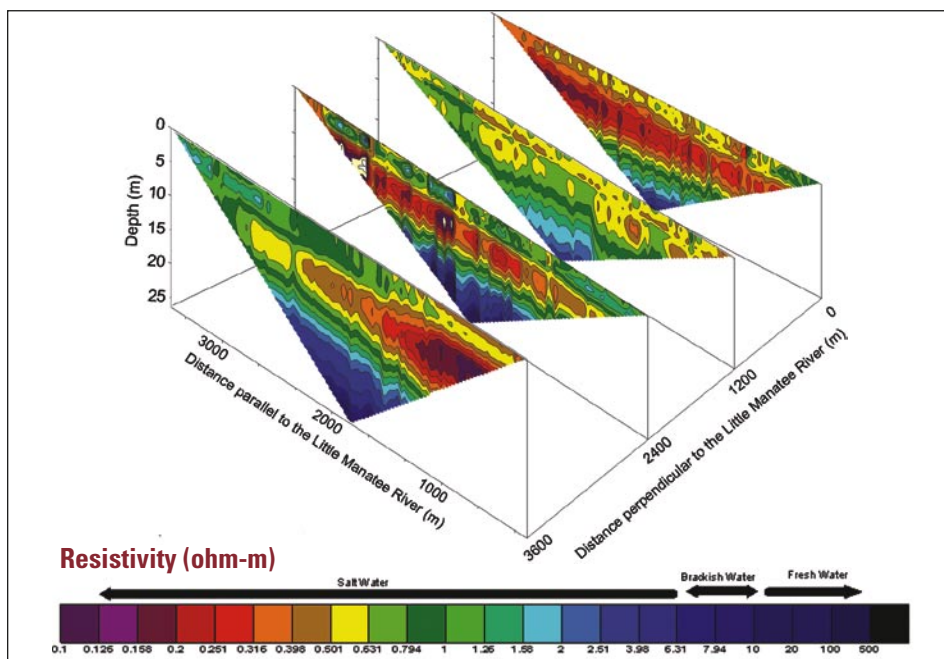 0
5
10
15
20
25
Depth (m)
3000
2000
1000
Distance parallel to the Little Manatee River (m)
0
1200
2400
3600
Distance perpendicular to the Little Manatee River (m)
Resistivity (ohm-m)
Salt Water Brackish Water Fresh Water
0.1 0.126 0.158 0.2 0.251 0.316 0.398 0.501 0.631 0.794 1 1.26 1.58 2 2.51 3.98 6.31 7.94 10 20 100 500